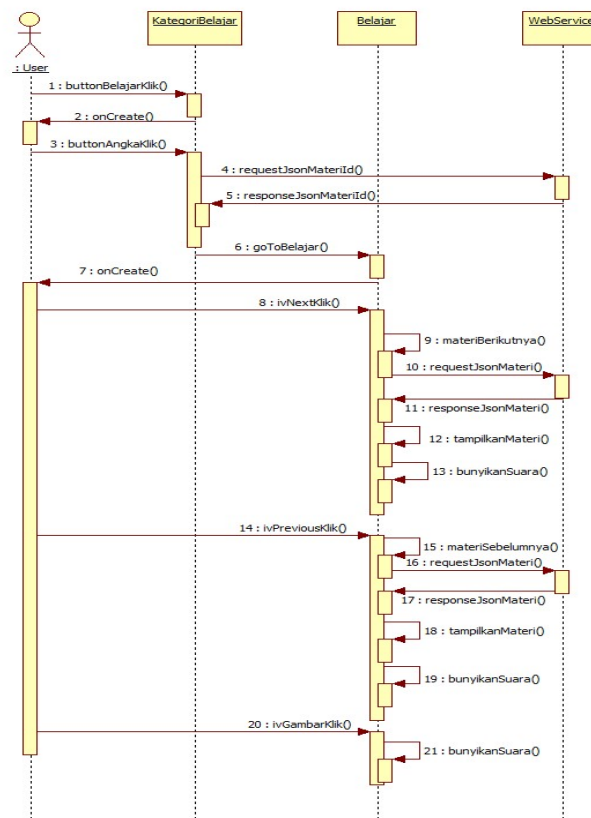 KategoriBelajar
Belajar
WebService
: User
1 : buttonBelajarKlik()
2 : onCreate()
3 : buttonAngkaKlik()
4 : requestJsonMateriId()
5 : responseJsonMateriId()
6 : goToBelajar()
7 : onCreate()
8 : ivNextKlik()
9 : materiBerikutnya()
10 : requestJsonMateri()
11 : responseJsonMateri()
12 : tampilkanMateri()
13 : bunyikanSuara()
14 : ivPreviousKlik()
15 : materiSebelumnya()
16 : requestJsonMateri()
17 : responseJsonMateri()
18 : tampilkanMateri()
19 : bunyikanSuara()
20 : ivGambarKlik()
21 : bunyikanSuara()